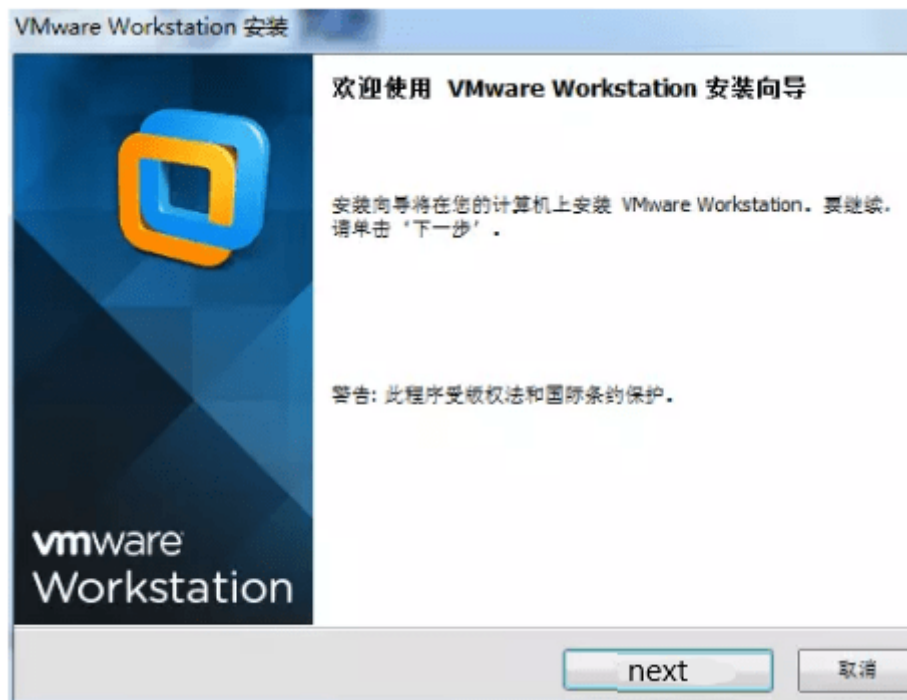 VMware Workstation 安装
欢迎使用 VMware Workstation 安装向导
安装向导将在您的计算机上安装 VMware Workstation. 要继续,
请单击‘下一步’.
警告: 此程序受版权法和国际条约保护.
vmware
Workstation
next
取消